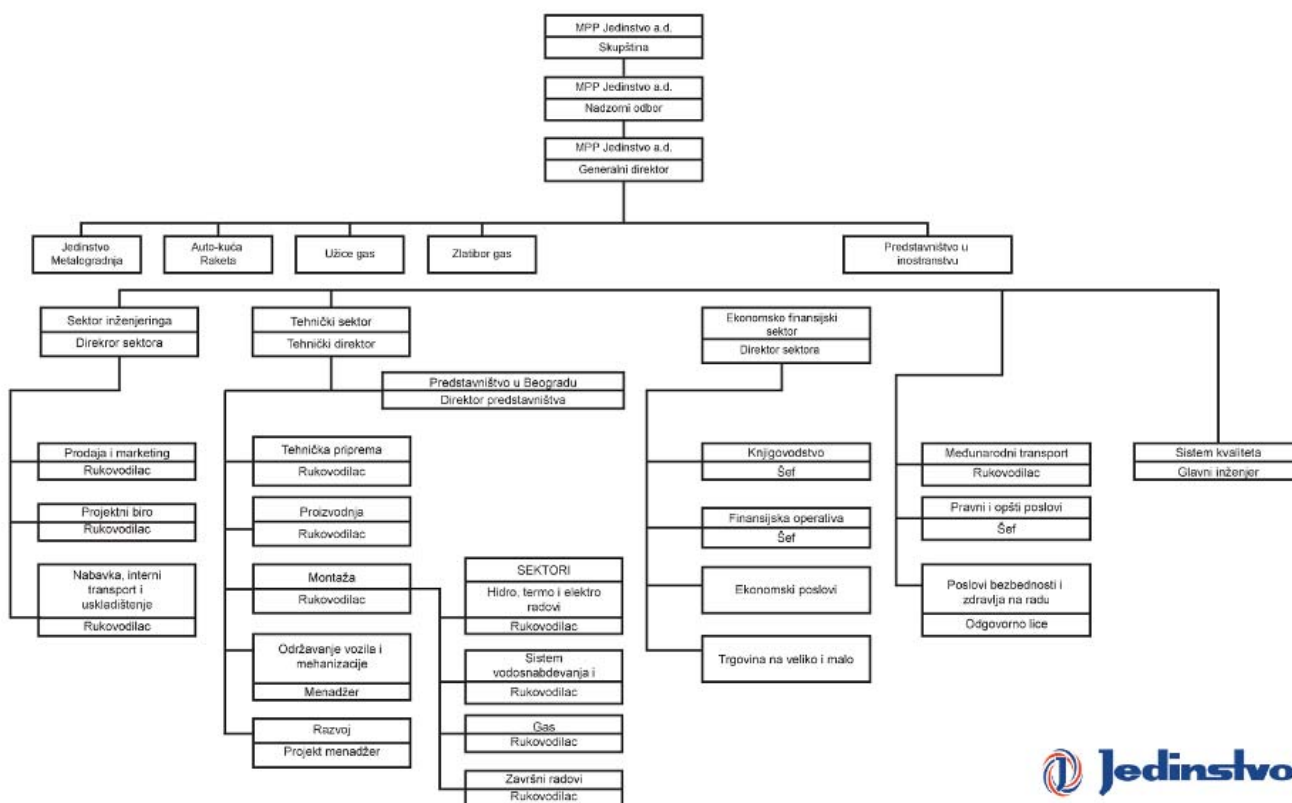 MPP Jedinstvo a.d.
Skupština
MPP Jedinstvo a.d.
Nadzorni odbor
MPP Jedinstvo a.d.
Generalni direktor
Jedinstvo
Metalogradnja
Auto-kuća
Raketa
Užice gas
Zlatibor gas
Predstavništvo u
inostranstvu
Sektor inženjeringa
Direkror sektora
Tehnički sektor
Tehnički direktor
Ekonomsko finansijski
sektor
Direktor sektora
Predstavništvo u Beogradu
Direktor predstavništva
Prodaja i marketing
Rukovodilac
Projektni biro
Rukovodilac
Nabavka, interni
transport i
uskladištenje
Rukovodilac
Tehnička priprema
Rukovodilac
Proizvodnja
Rukovodilac
Montaža
Rukovodilac
Održavanje vozila i
mehanizacije
Menadžer
Razvoj
Projekt menadžer
SEKTORI
Hidro, termo i elektro
radovi
Rukovodilac
Sistem
vodosnabdevanja i
Rukovodilac
Gas
Rukovodilac
Završni radovi
Rukovodilac
Knjigovodstvo
Šef
Finansijska operativa
Šef
Ekonomski poslovi
Trgovina na veliko i malo
Međunarodni transport
Rukovodilac
Pravni i opšti poslovi
Šef
Poslovi bezbednosti i
zdravlja na radu
Odgovorno lice
Sistem kvaliteta
Glavni inženjer
Jedinstvo